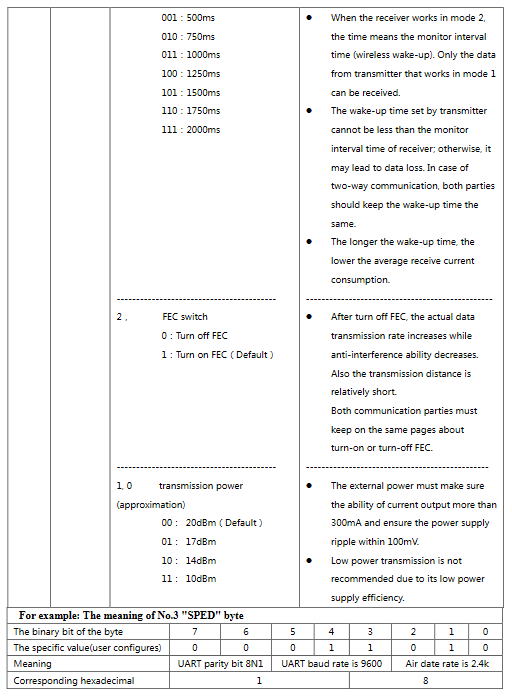 001 : 500ms
010 : 750ms
011 : 1000ms
100 : 1250ms
101 : 1500ms
110 : 1750ms
111 : 2000ms
● When the receiver works in mode 2,
the time means the monitor interval
time (wireless wake-up). Only the data
from transmitter that works in mode 1
can be received.
● The wake-up time set by transmitter
cannot be less than the monitor
interval time of receiver; otherwise, it
may lead to data loss. In case of
two-way communication, both parties
should keep the wake-up time the
same.
● The longer the wake-up time, the
lower the average receive current
consumption.
2 , FEC switch
0 : Turn off FEC
1 : Turn on FEC ( Default )
● After turn off FEC, the actual data
transmission rate increases while
anti-interference ability decreases.
Also the transmission distance is
relatively short.
Both communication parties must
keep on the same pages about
turn-on or turn-off FEC.
1, 0 transmission power
(approximation)
00 : 20dBm ( Default )
01 : 17dBm
10 : 14dBm
11 : 10dBm
● The external power must make sure
the ability of current output more than
300mA and ensure the power supply
ripple within 100mV.
● Low power transmission is not
recommended due to its low power
supply efficiency.
For example: The meaning of No.3 "SPED" byte
The binary bit of the byte 7 6 5 4 3 2 1 0
The specific value(user configures) 0 0 0 1 1 0 1 0
Meaning UART parity bit 8N1 UART baud rate is 9600 Air date rate is 2.4k
Corresponding hexadecimal 1 8